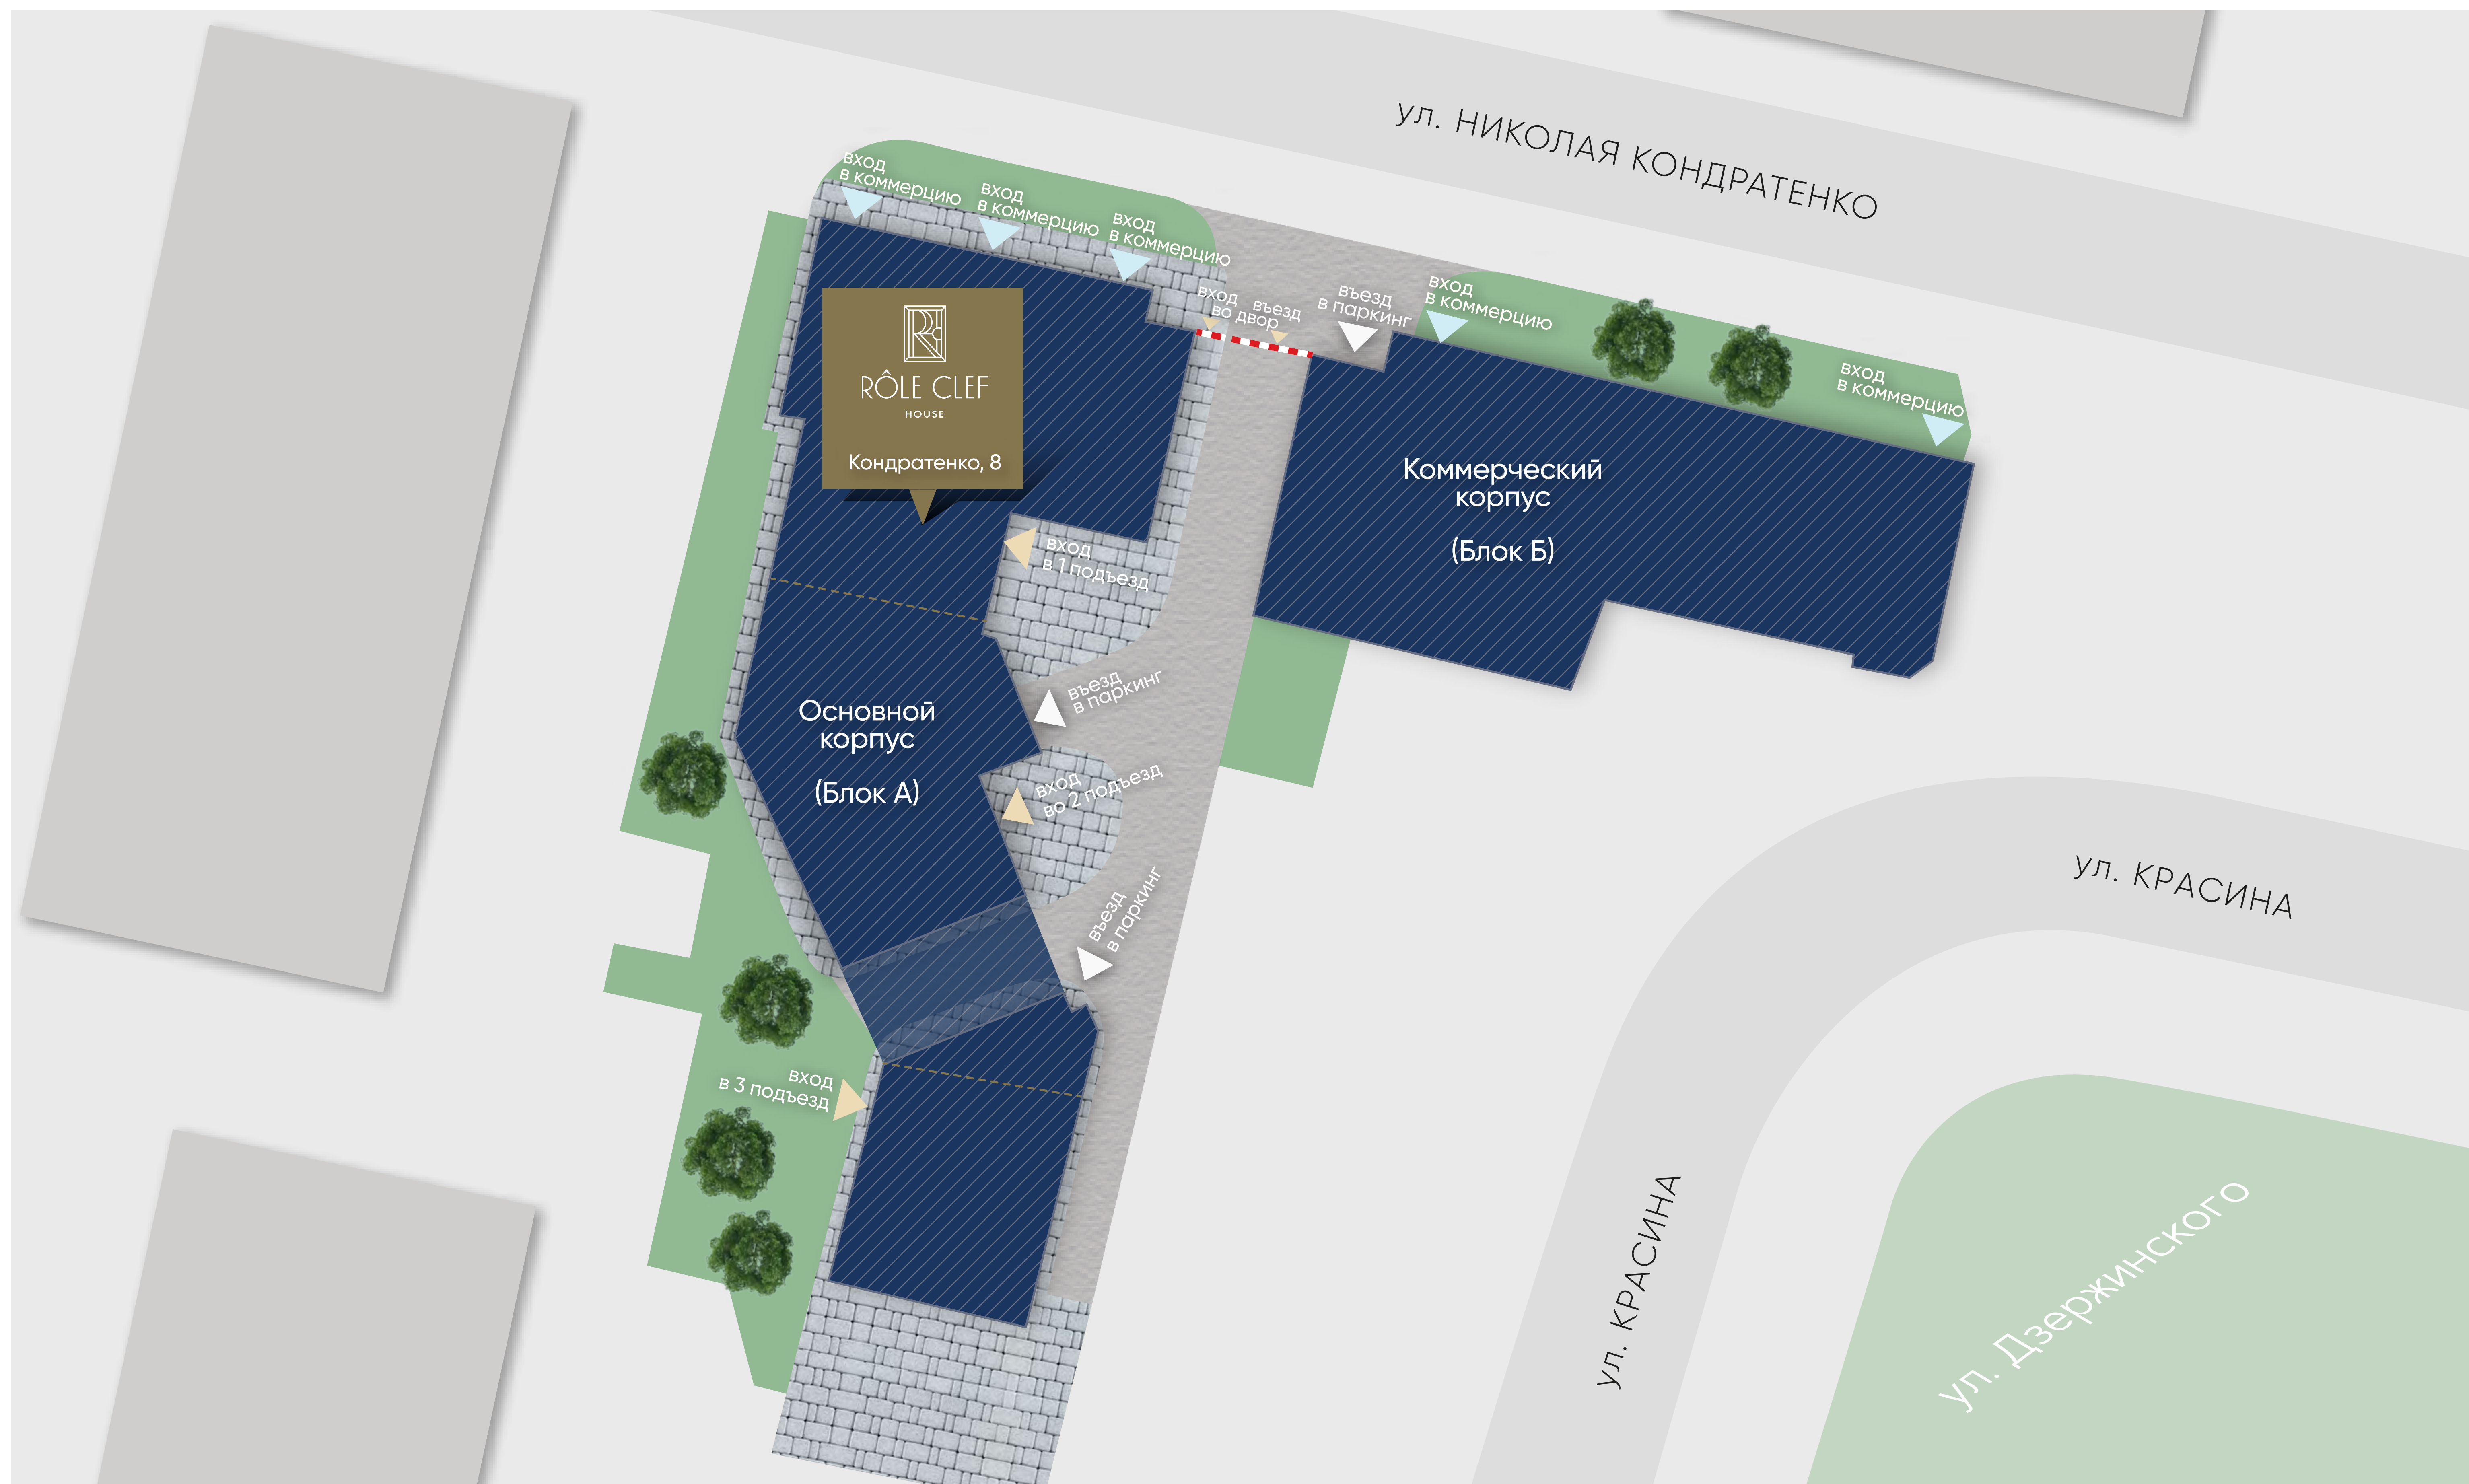 ул. НИКОЛАЯ КОНДРАТЕНКО
вход
в коммерцию
вход
в коммерцию
вход
в коммерцию
вход
въезд
во двор
въезд
в паркинг
вход
в коммерцию
вход
в коммерцию
RÔLE CLEF
HOUSE
Кондратенко, 8
Коммерческий
корпус
(Блок Б)
вход
в 1 подъезд
въезд
в паркинг
Основной
корпус
(Блок А)
вход
во 2 подъезд
въезд
в паркинг
вход
в 3 подъезд
ул. КРАСИНА
ул. КРАСИНА
ул. Дзержинского